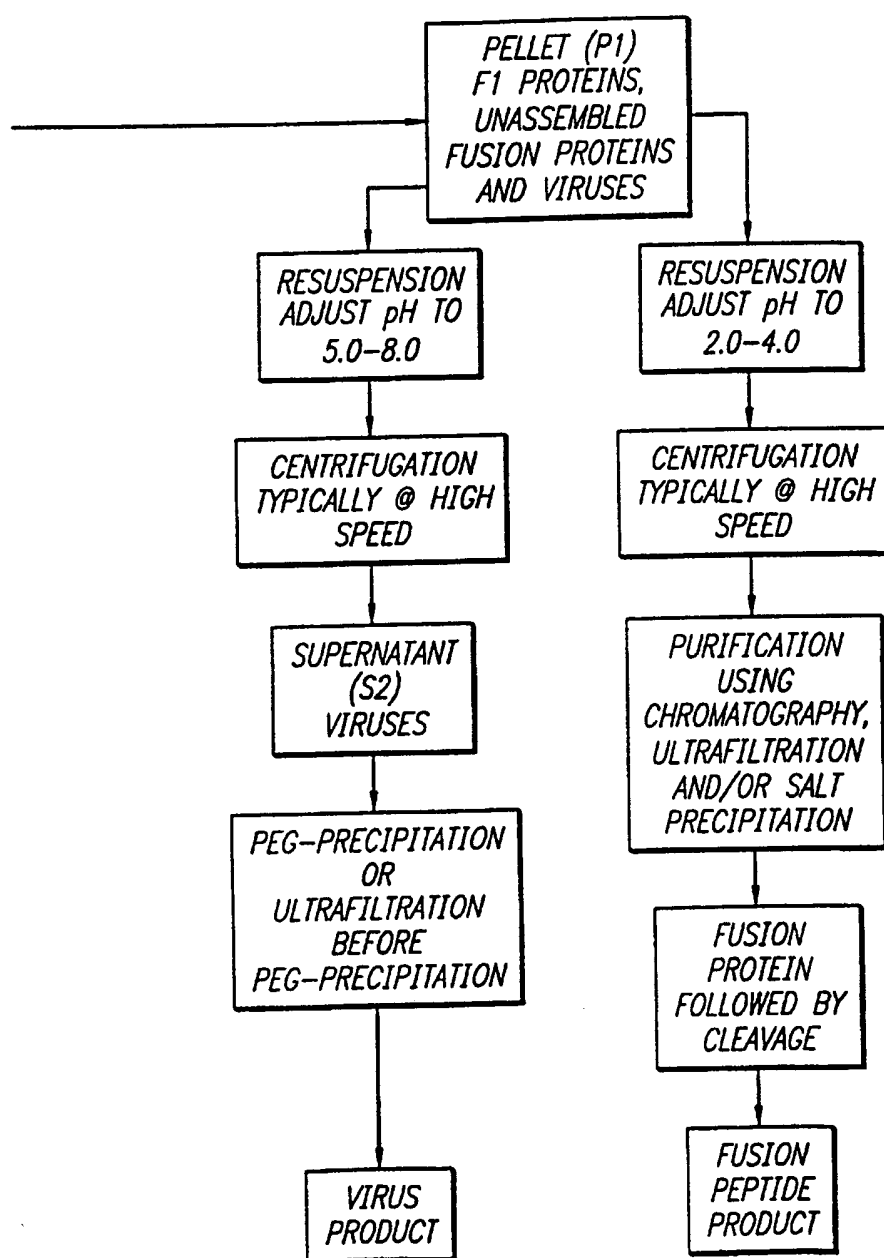 PELLET (P1)
F1 PROTEINS,
UNASSEMBLED
FUSION PROTEINS
AND VIRUSES
RESUSPENSION
ADJUST pH TO
5.0–8.0
CENTRIFUGATION
TYPICALLY @ HIGH
SPEED
SUPERNATANT
(S2)
VIRUSES
PEG–PRECIPITATION
OR
ULTRAFILTRATION
BEFORE
PEG–PRECIPITATION
VIRUS
PRODUCT
RESUSPENSION
ADJUST pH TO
2.0–4.0
CENTRIFUGATION
TYPICALLY @ HIGH
SPEED
PURIFICATION
USING
CHROMATOGRAPHY,
ULTRAFILTRATION
AND/OR SALT
PRECIPITATION
FUSION
PROTEIN
FOLLOWED BY
CLEAVAGE
FUSION
PEPTIDE
PRODUCT